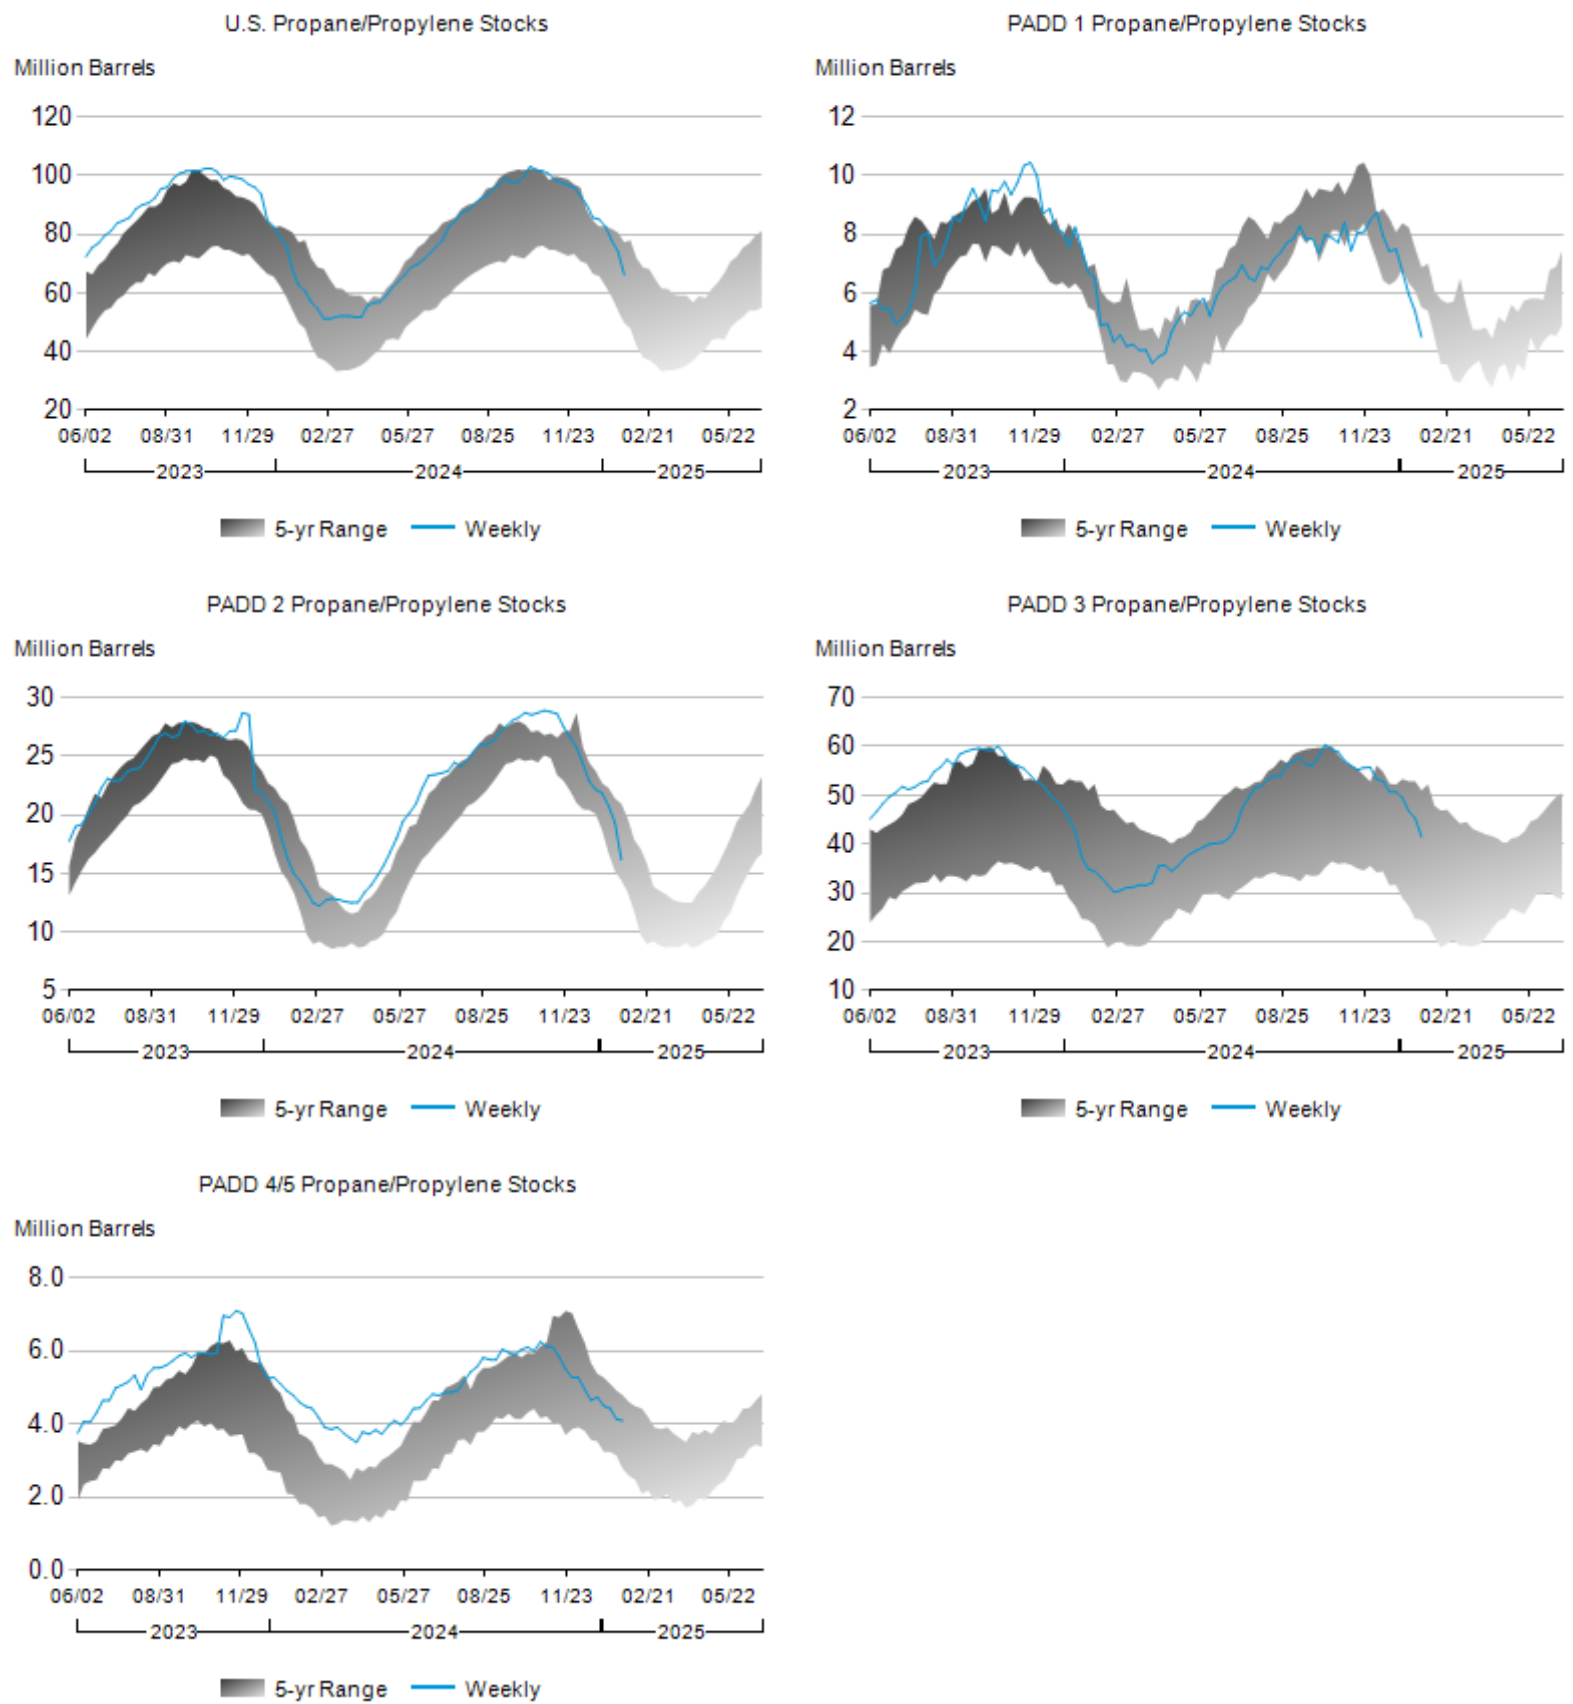 U.S. Propane/Propylene Stocks
Million Barrels
120
100
80
60
40
20
06/02 08/31 11/29 02/27 05/27 08/25 11/23 02/21 05/22
2023 2024 2025
5-yr Range Weekly
PADD 1 Propane/Propylene Stocks
Million Barrels
12
10
8
6
4
2
06/02 08/31 11/29 02/27 05/27 08/25 11/23 02/21 05/22
2023 2024 2025
5-yr Range Weekly
PADD 2 Propane/Propylene Stocks
Million Barrels
30
25
20
15
10
5
06/02 08/31 11/29 02/27 05/27 08/25 11/23 02/21 05/22
2023 2024 2025
5-yr Range Weekly
PADD 3 Propane/Propylene Stocks
Million Barrels
70
60
50
40
30
20
10
06/02 08/31 11/29 02/27 05/27 08/25 11/23 02/21 05/22
2023 2024 2025
5-yr Range Weekly
PADD 4/5 Propane/Propylene Stocks
Million Barrels
8.0
6.0
4.0
2.0
0.0
06/02 08/31 11/29 02/27 05/27 08/25 11/23 02/21 05/22
2023 2024 2025
5-yr Range Weekly